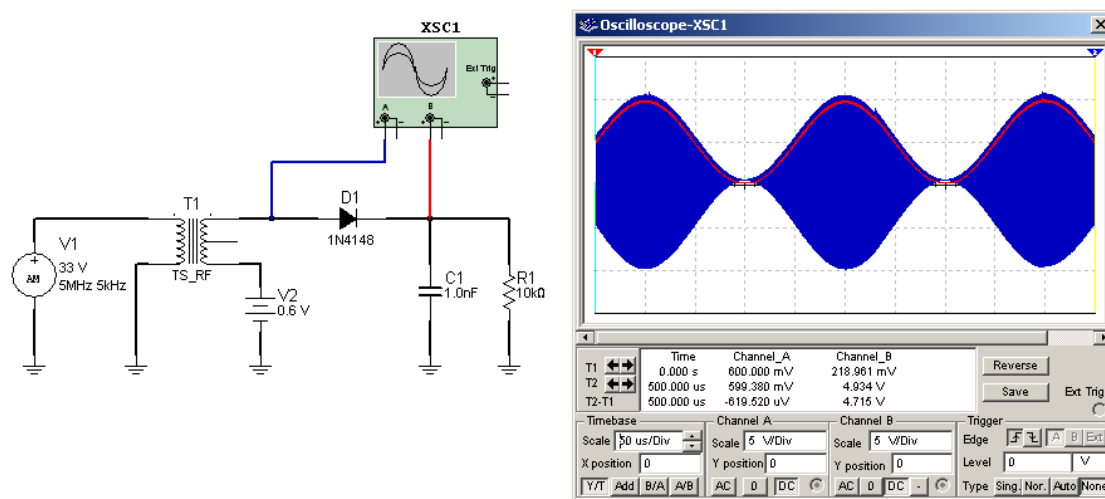 XSC1
Ext Trig
+
-
A
B
+ - + -
T1
TS_RF
V1
+
AM
33 V
5MHz 5kHz
V2
0.6 V
D1
1N4148
C1
1.0nF
R1
10kΩ
Oscilloscope-XSC1
1 2
Time Channel_A Channel_B
T1 0.000 s 600.000 mV 218.961 mV
T2 500.000 us 599.380 mV 4.934 V
T2-T1 500.000 us -619.520 uV 4.715 V
Reverse
Save
Ext Trig
Timebase
Scale 50 us/Div
X position 0
Y/T Add B/A A/B
Channel A
Scale 5 V/Div
Y position 0
AC 0 DC
Channel B
Scale 5 V/Div
Y position 0
AC 0 DC -
Trigger
Edge A B Ext
Level 0 V
Type Sing. Nor. Auto None